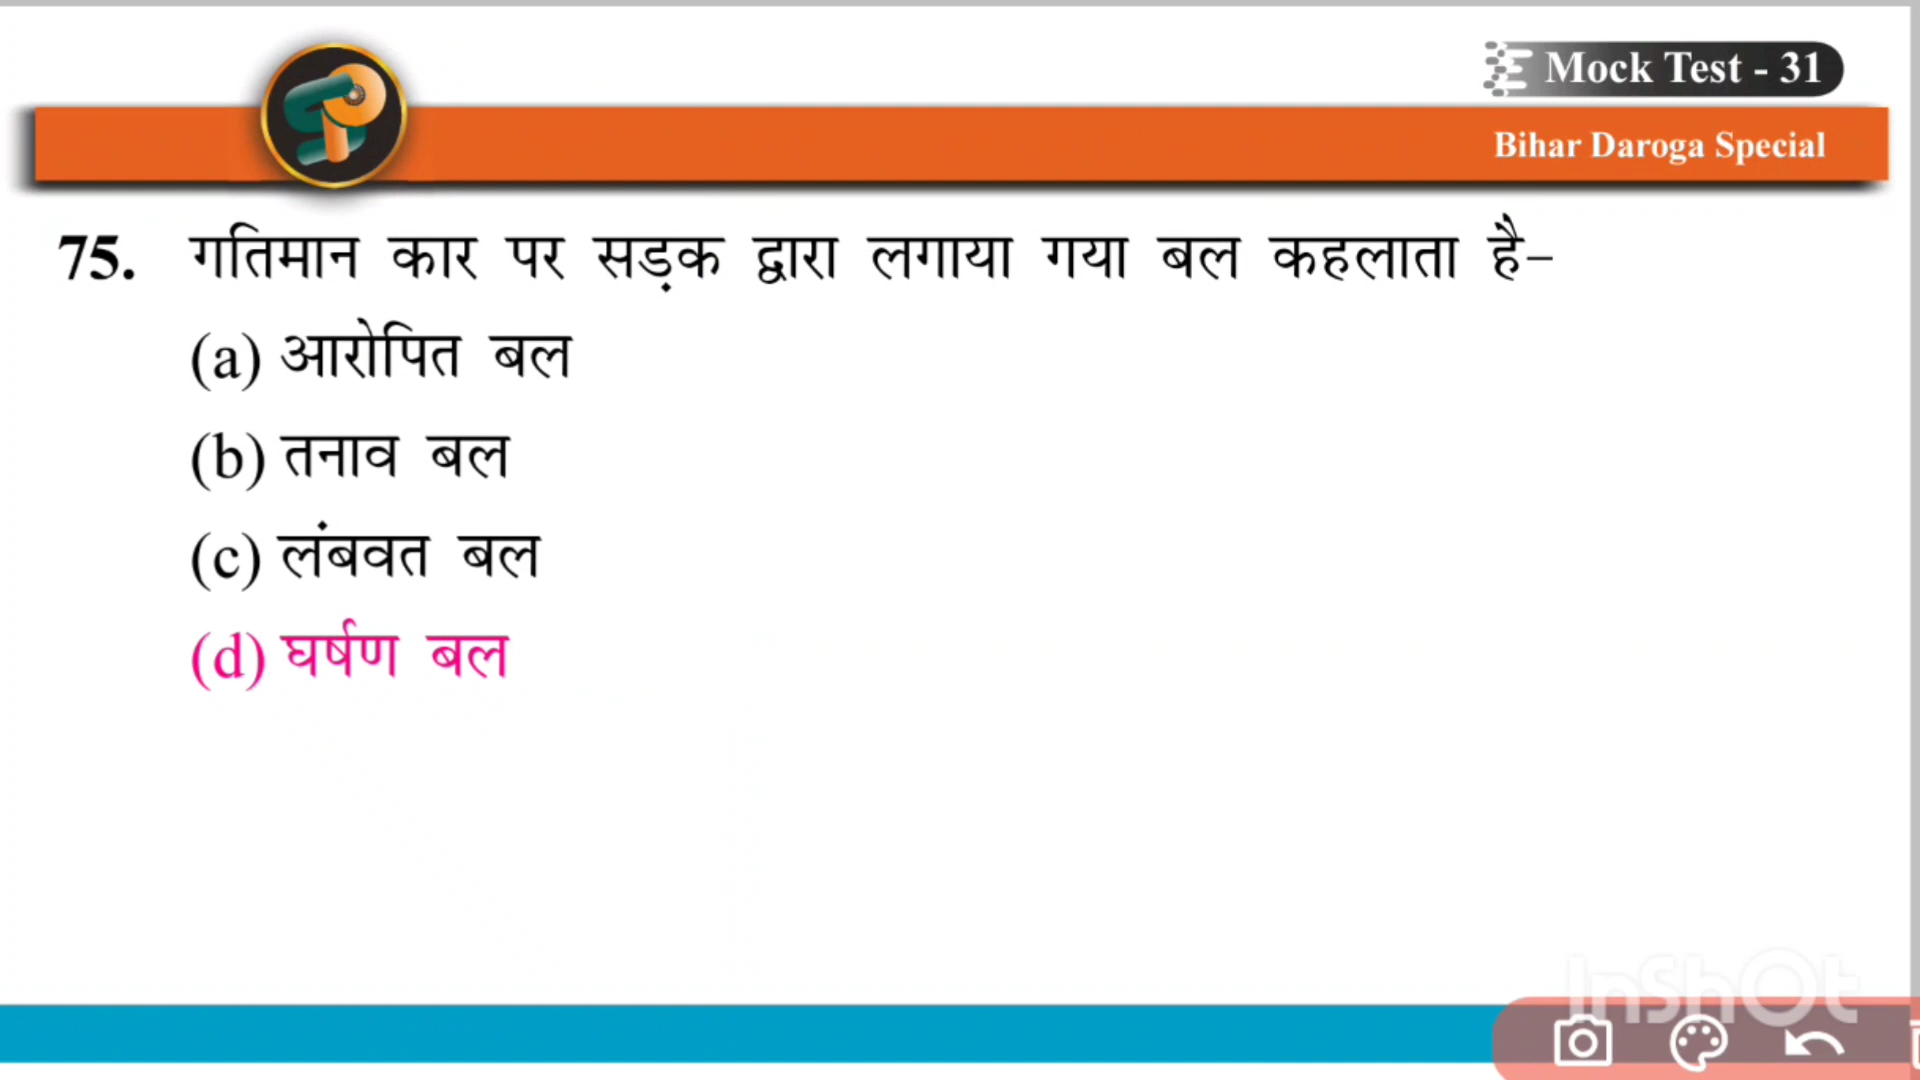 Mock Test - 31
Bihar Daroga Special
75. गतिमान कार पर सड़क द्वारा लगाया गया बल कहलाता है–
(a) आरोपित बल
(b) तनाव बल
(c) लंबवत बल
(d) घर्षण बल
InShOt